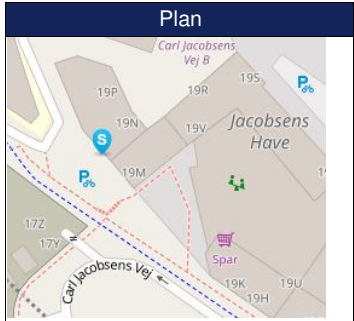 Plan
Carl Jacobsens
Vej B
19S
19P
19R
P
19N
S
19V
Jacobsens
Have
P
19M
17Z
17Y
Spar
Carl Jacobsens Vej
19K
19U
19H